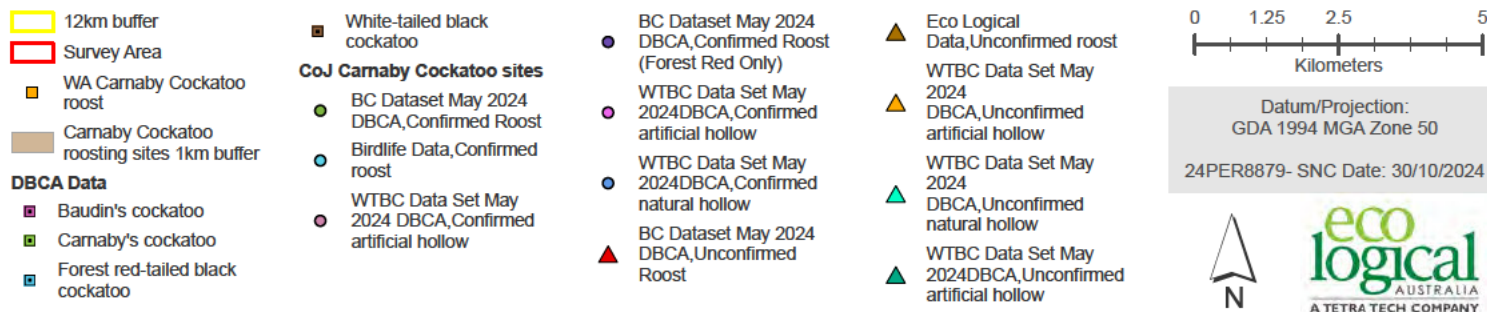 12km buffer
Survey Area
WA Carnaby Cockatoo
roost
Carnaby Cockatoo
roosting sites 1km buffer
DBCA Data
Baudin's cockatoo
Carnaby's cockatoo
Forest red-tailed black
cockatoo
White-tailed black
cockatoo
CoJ Carnaby Cockatoo sites
BC Dataset May 2024
DBCA,Confirmed Roost
Birdlife Data,Confirmed
roost
WTBC Data Set May
2024 DBCA,Confirmed
artificial hollow
BC Dataset May 2024
DBCA,Confirmed Roost
(Forest Red Only)
WTBC Data Set May
2024DBCA,Confirmed
artificial hollow
WTBC Data Set May
2024DBCA,Confirmed
natural hollow
BC Dataset May 2024
DBCA,Unconfirmed
Roost
Eco Logical
Data,Unconfirmed roost
WTBC Data Set May
2024
DBCA,Unconfirmed
artificial hollow
WTBC Data Set May
2024
DBCA,Unconfirmed
natural hollow
WTBC Data Set May
2024DBCA,Unconfirmed
artificial hollow
0 1.25 2.5 5
Kilometers
Datum/Projection:
GDA 1994 MGA Zone 50
24PER8879- SNC Date: 30/10/2024
N
eco
logical
AUSTRALIA
A TETRA TECH COMPANY